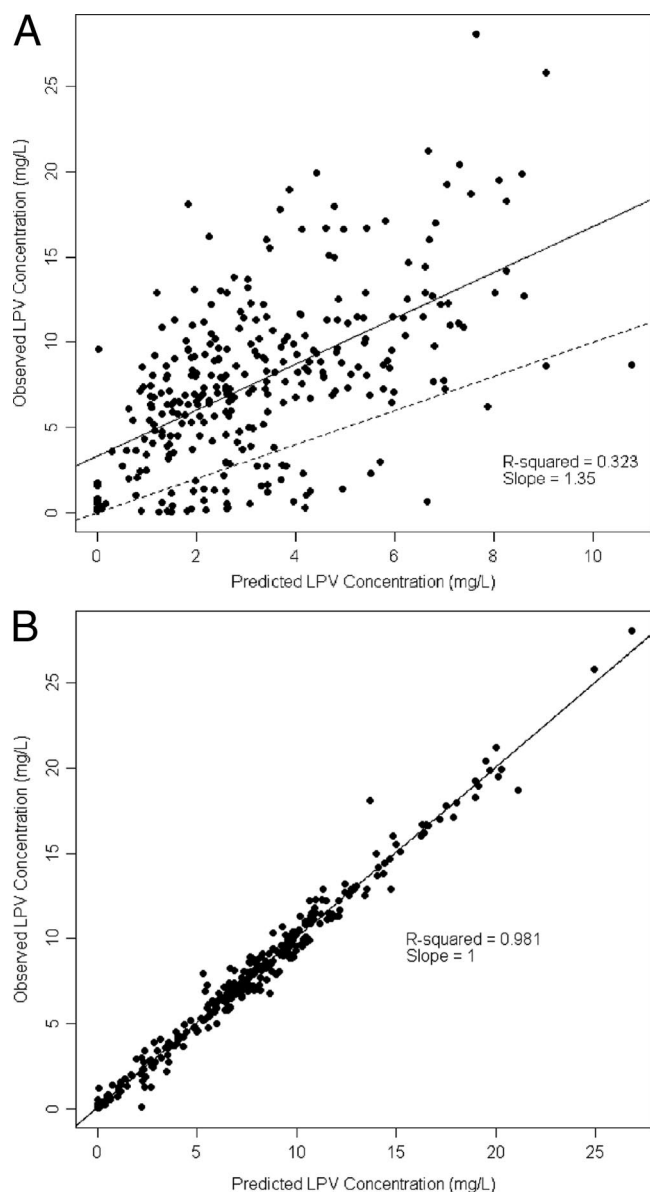 A
Observed LPV Concentration (mg/L)
25
20
15
10
5
0
R-squared = 0.323
Slope = 1.35
0 2 4 6 8 10
Predicted LPV Concentration (mg/L)
B
Observed LPV Concentration (mg/L)
25
20
15
10
5
0
R-squared = 0.981
Slope = 1
0 5 10 15 20 25
Predicted LPV Concentration (mg/L)